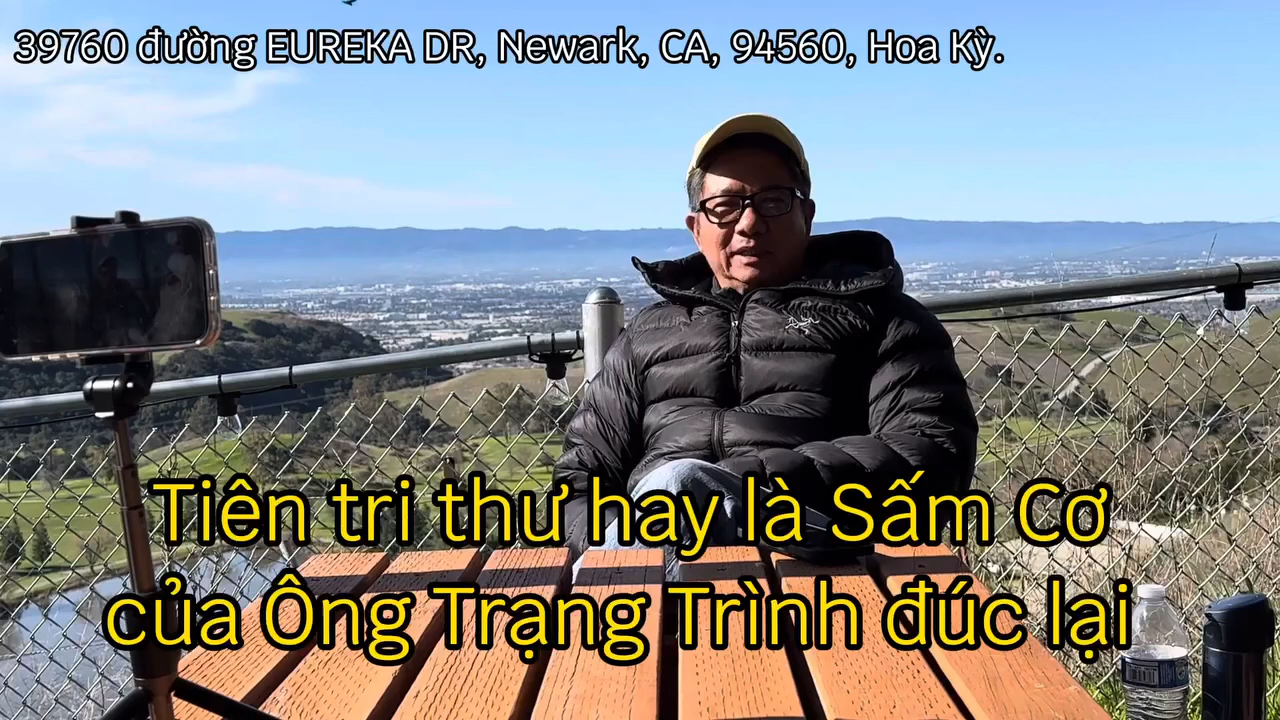 39760 đường EUREKA DR, Newark, CA, 94560, Hoa Kỳ.
Tiên tri thư hay là Sấm Cơ
của Ông Trạng Trình đúc lại